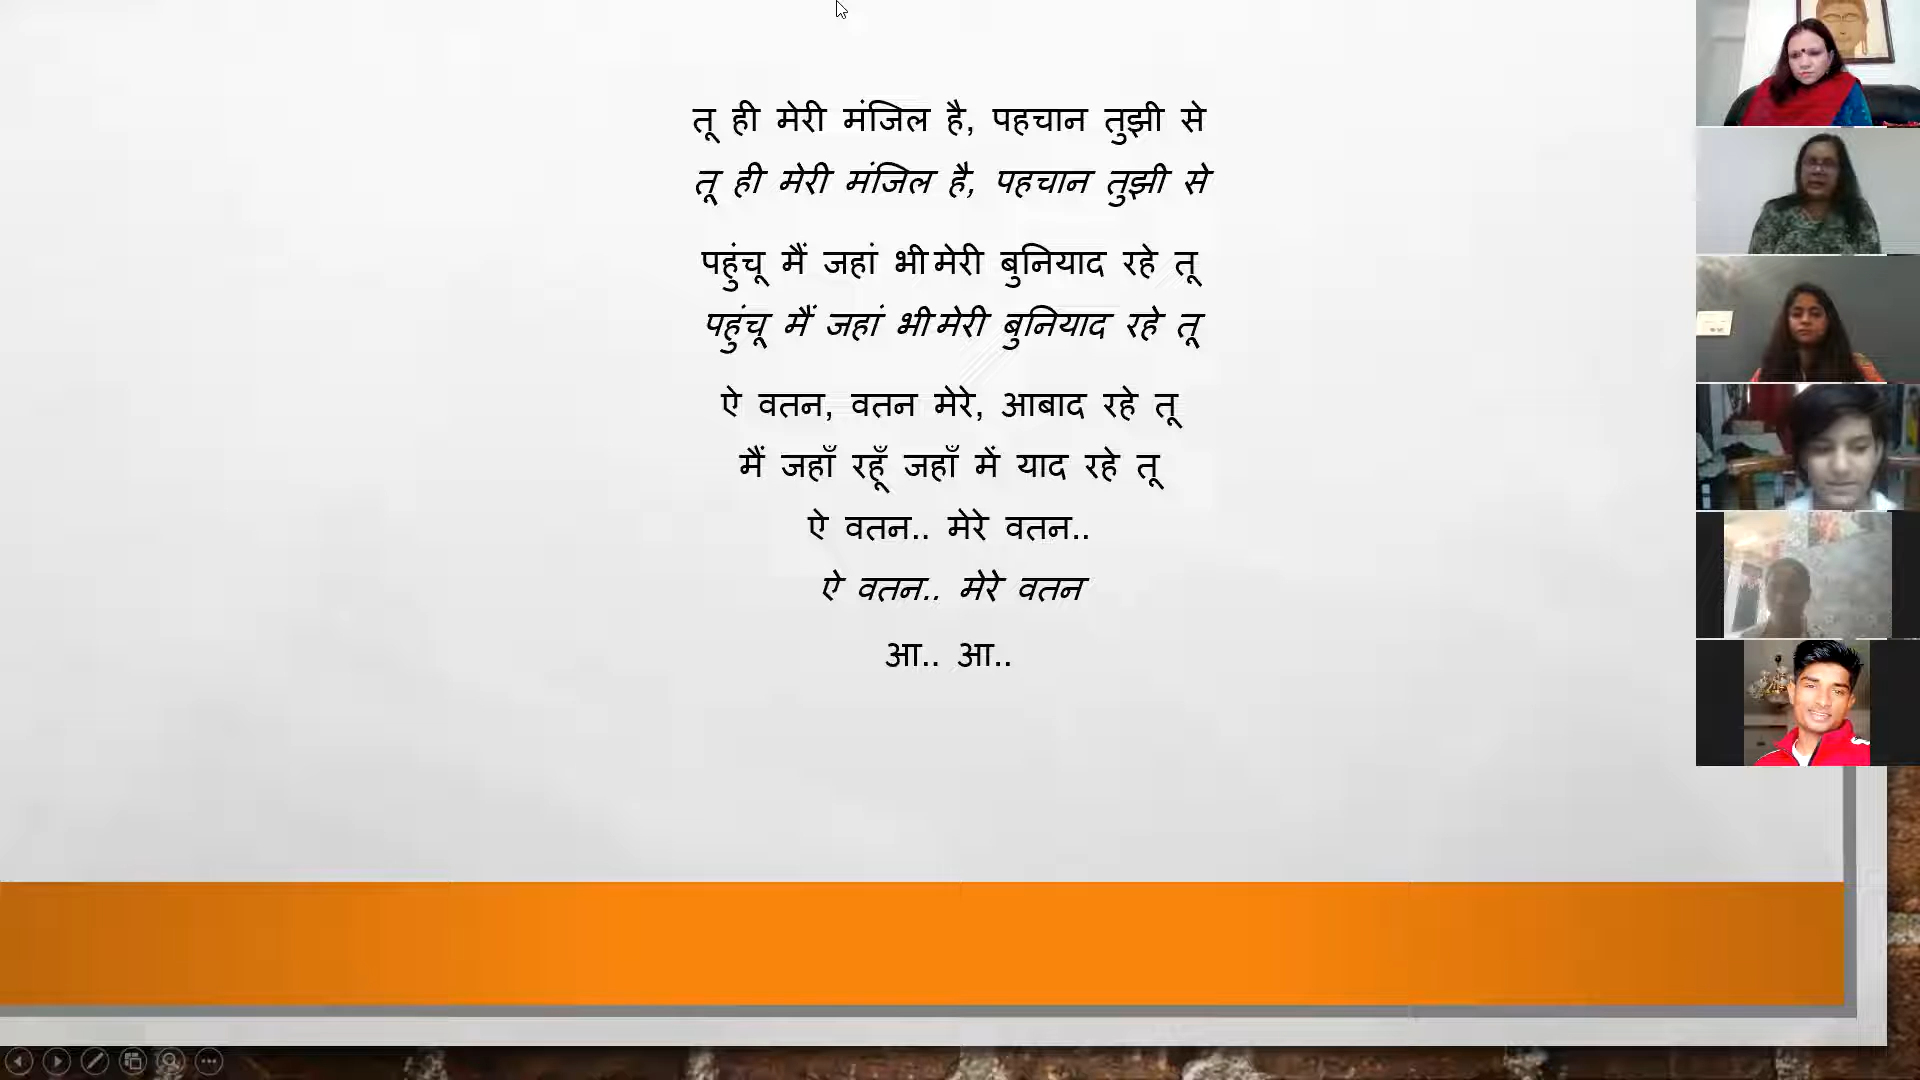 तू ही मेरी मंजिल है, पहचान तुझी से
तू ही मेरी मंजिल है, पहचान तुझी से
पहुंचू मैं जहां भी मेरी बुनियाद रहे तू
पहुंचू मैं जहां भी मेरी बुनियाद रहे तू
ऐ वतन, वतन मेरे, आबाद रहे तू
मैं जहाँ रहूँ जहाँ में याद रहे तू
ऐ वतन.. मेरे वतन..
ऐ वतन.. मेरे वतन
आ.. आ..